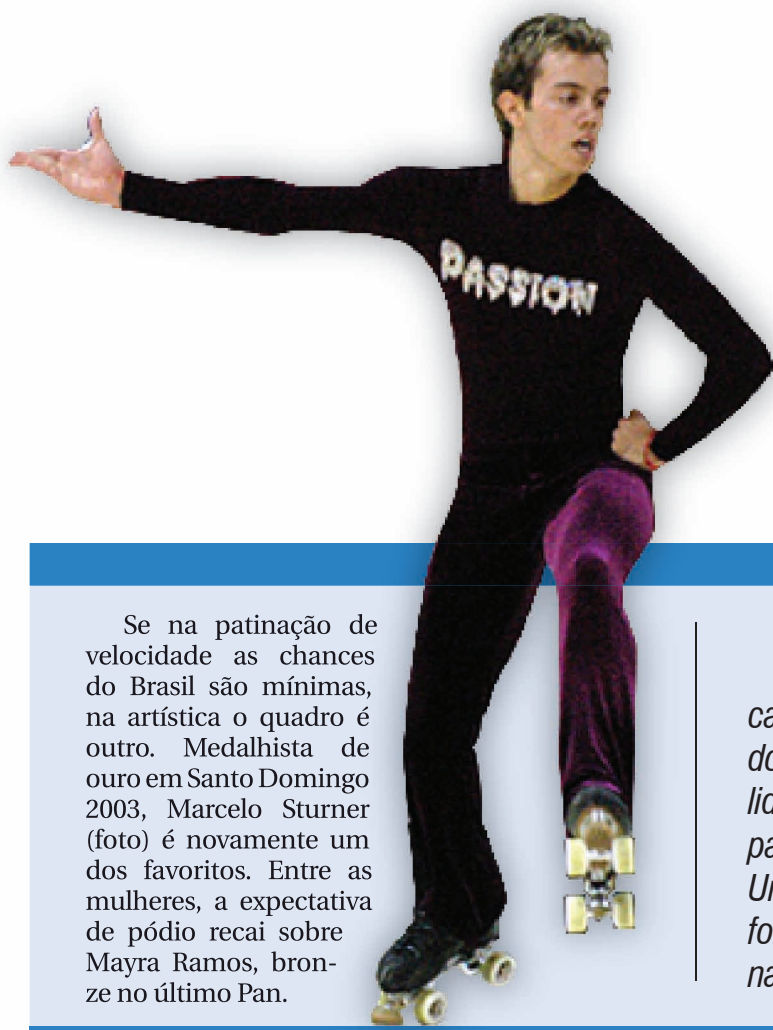 PASSION
Se na patinação de
velocidade as chances
do Brasil são mínimas,
na artística o quadro é
outro. Medalhista de
ouro em Santo Domingo
2003, Marcelo Sturner
(foto) é novamente um
dos favoritos. Entre as
mulheres, a expectativa
de pódio recai sobre
Mayra Ramos, bron-
ze no último Pan.